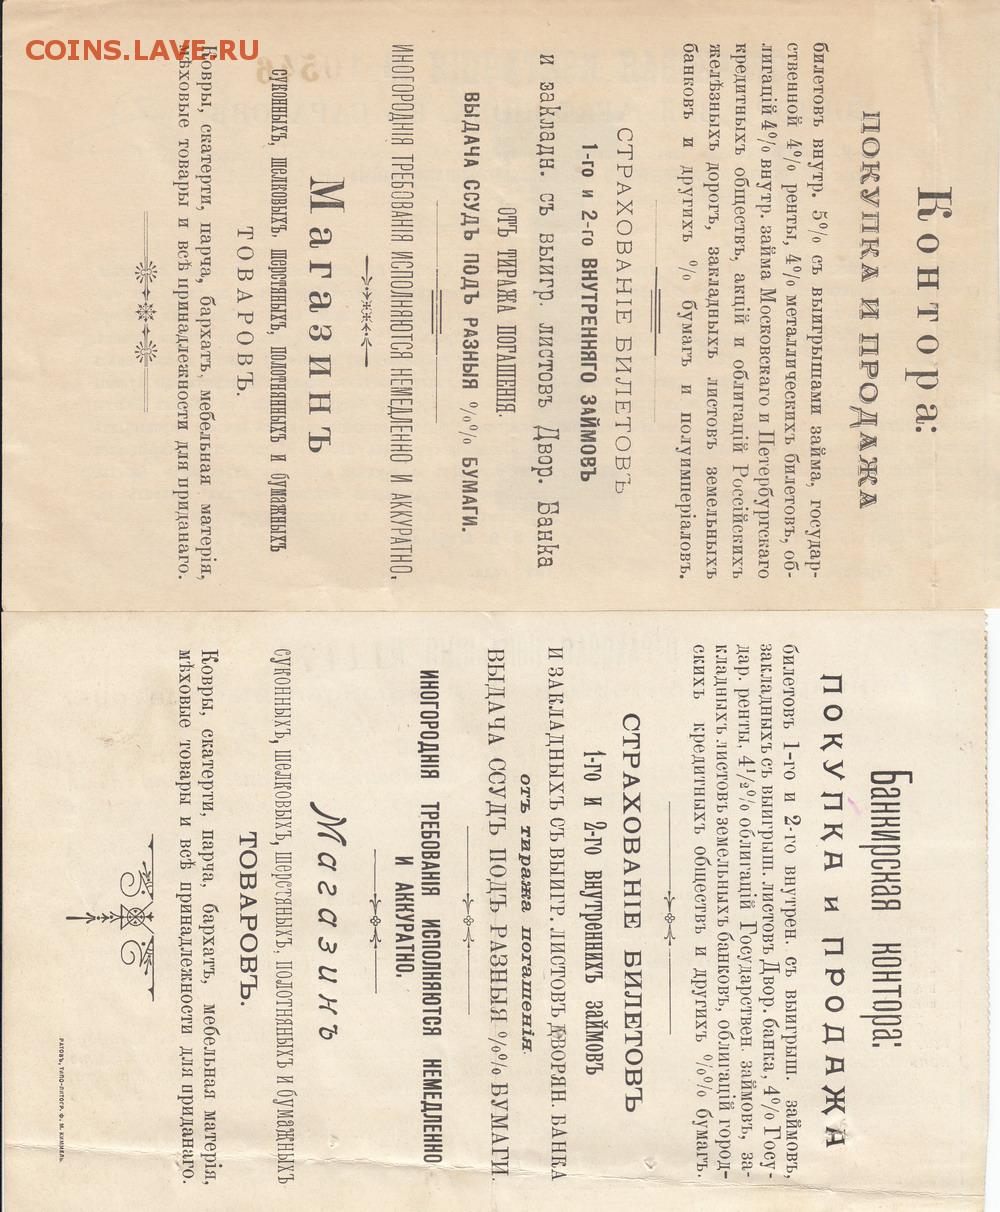 COINS.LAVE.RU
Контора:
ПОКУПКА И ПРОДАЖА
билетовъ внутр. 5% съ выигрышами займа, государ-
ственной 4% ренты, 4% металлическихъ билетовъ, об-
лигацій 4% внутр. займа Московскаго и Петербургскаго
кредитныхъ обществъ, акцій и облигацій Россійскихъ
желѣзныхъ дорогъ, закладныхъ листовъ земельныхъ
банковъ и другихъ % бумагъ и полуимперіаловъ.
СТРАХОВАНІЕ БИЛЕТОВЪ
1-го и 2-го ВНУТРЕННЯГО ЗАЙМОВЪ
и закладн. съ выигр. листовъ Двор. Банка
ОТЪ ТИРАЖА ПОГАШЕНІЯ.
ВЫДАЧА ССУДЪ ПОДЪ РАЗНЫЯ %% БУМАГИ.
ИНОГОРОДНІЯ ТРЕБОВАНІЯ ИСПОЛНЯЮТСЯ НЕМЕДЛЕННО И АККУРАТНО.
Магазинъ
суконныхъ, шелковыхъ, шерстяныхъ, полотнянныхъ и бумажныхъ
ТОВАРОВЪ.
Ковры, скатерти, парча, бархатъ, мебельная матерія,
мѣховые товары и всѣ принадлежности для приданаго.
Банкирская контора:
ПОКУПКА и ПРОДАЖА
билетовъ 1-го и 2-го внутрен. съ выигрыш. займовъ,
закладныхъ съ выигрыш. листовъ Двор. банка, 4% Госу-
дар. ренты, 4½% облигацій Государствен. займовъ, за-
кладныхъ листовъ земельныхъ банковъ, облигацій город-
скихъ кредитныхъ обществъ и другихъ %% бумагъ.
СТРАХОВАНІЕ БИЛЕТОВЪ
1-го и 2-го внутреннихъ займовъ
И ЗАКЛАДНЫХЪ СЪ ВЫИГР. ЛИСТОВЪ ДВОРЯН. БАНКА
отъ тиража погашенія.
ВЫДАЧА ССУДЪ ПОДЪ РАЗНЫЯ %% БУМАГИ.
ИНОГОРОДНІЯ ТРЕБОВАНІЯ ИСПОЛНЯЮТСЯ НЕМЕДЛЕННО
И АККУРАТНО.
Магазинъ
суконныхъ, шелковыхъ, шерстяныхъ, полотняныхъ и бумажныхъ
ТОВАРОВЪ.
Ковры, скатерти, парча, бархатъ, мебельная матерія,
мѣховые товары и всѣ принадлежности для приданаго.
РАТОВЪ, ТИПО-ЛИТОГР. Ф. М. КИММЕЛЬ.